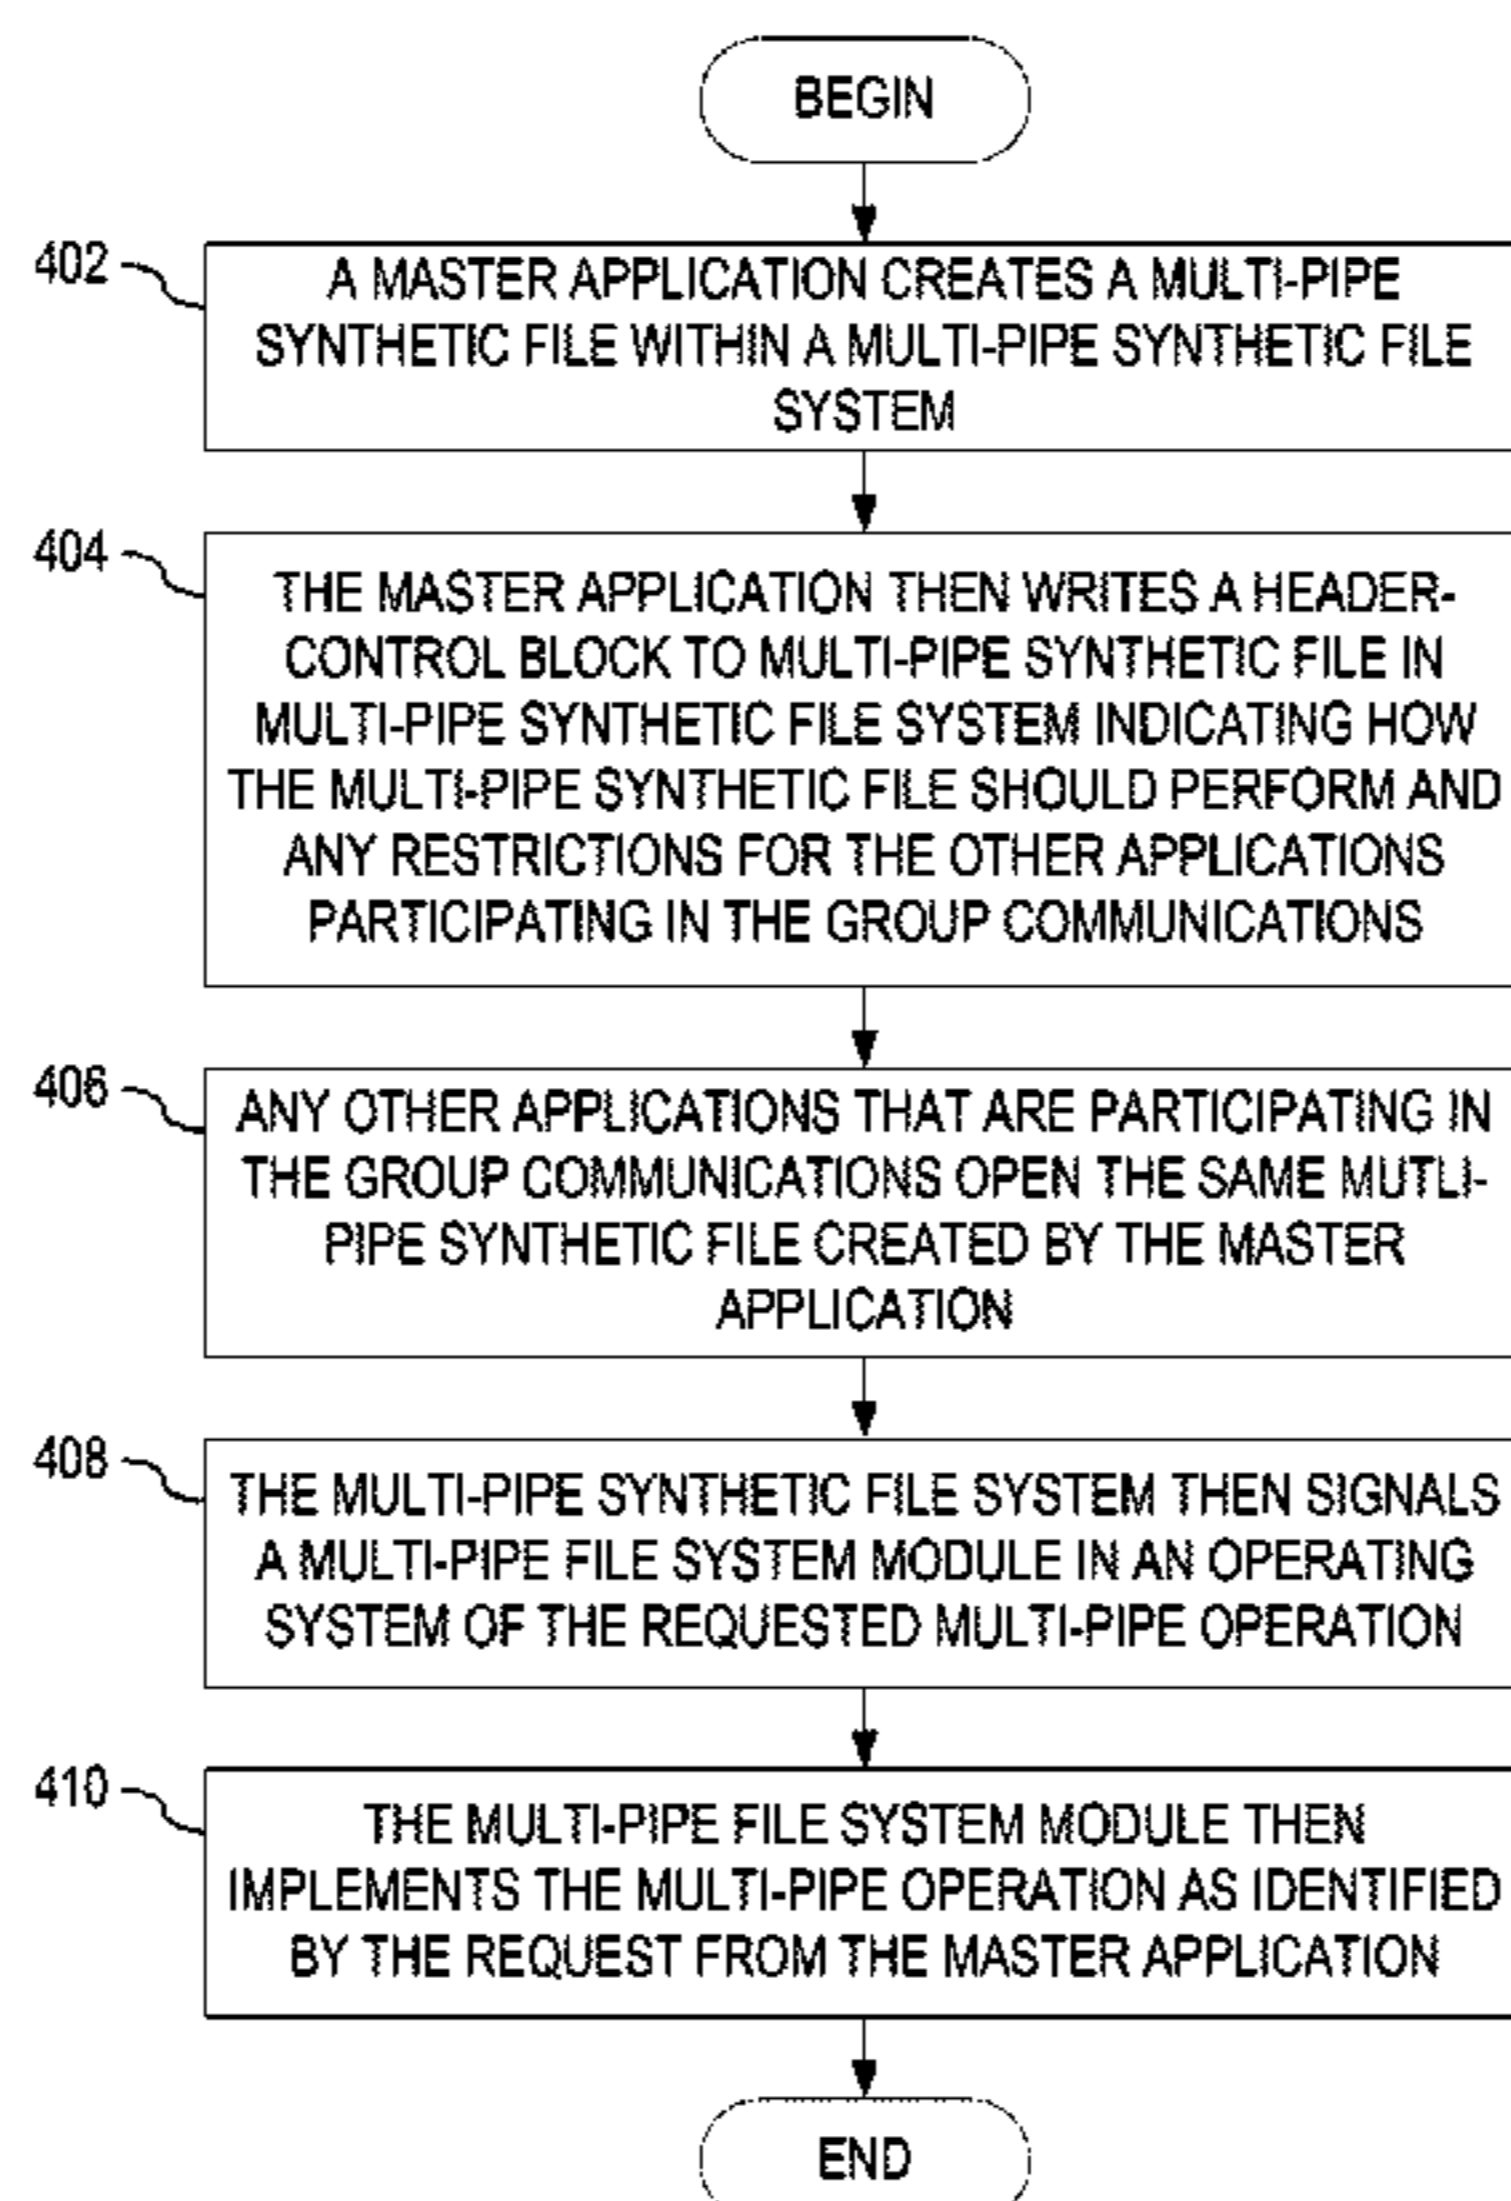 BEGIN
402
A MASTER APPLICATION CREATES A MULTI-PIPE
SYNTHETIC FILE WITHIN A MULTI-PIPE SYNTHETIC FILE
SYSTEM
404
THE MASTER APPLICATION THEN WRITES A HEADER-
CONTROL BLOCK TO MULTI-PIPE SYNTHETIC FILE IN
MULTI-PIPE SYNTHETIC FILE SYSTEM INDICATING HOW
THE MULTI-PIPE SYNTHETIC FILE SHOULD PERFORM AND
ANY RESTRICTIONS FOR THE OTHER APPLICATIONS
PARTICIPATING IN THE GROUP COMMUNICATIONS
406
ANY OTHER APPLICATIONS THAT ARE PARTICIPATING IN
THE GROUP COMMUNICATIONS OPEN THE SAME MUTLI-
PIPE SYNTHETIC FILE CREATED BY THE MASTER
APPLICATION
408
THE MULTI-PIPE SYNTHETIC FILE SYSTEM THEN SIGNALS
A MULTI-PIPE FILE SYSTEM MODULE IN AN OPERATING
SYSTEM OF THE REQUESTED MULTI-PIPE OPERATION
410
THE MULTI-PIPE FILE SYSTEM MODULE THEN
IMPLEMENTS THE MULTI-PIPE OPERATION AS IDENTIFIED
BY THE REQUEST FROM THE MASTER APPLICATION
END